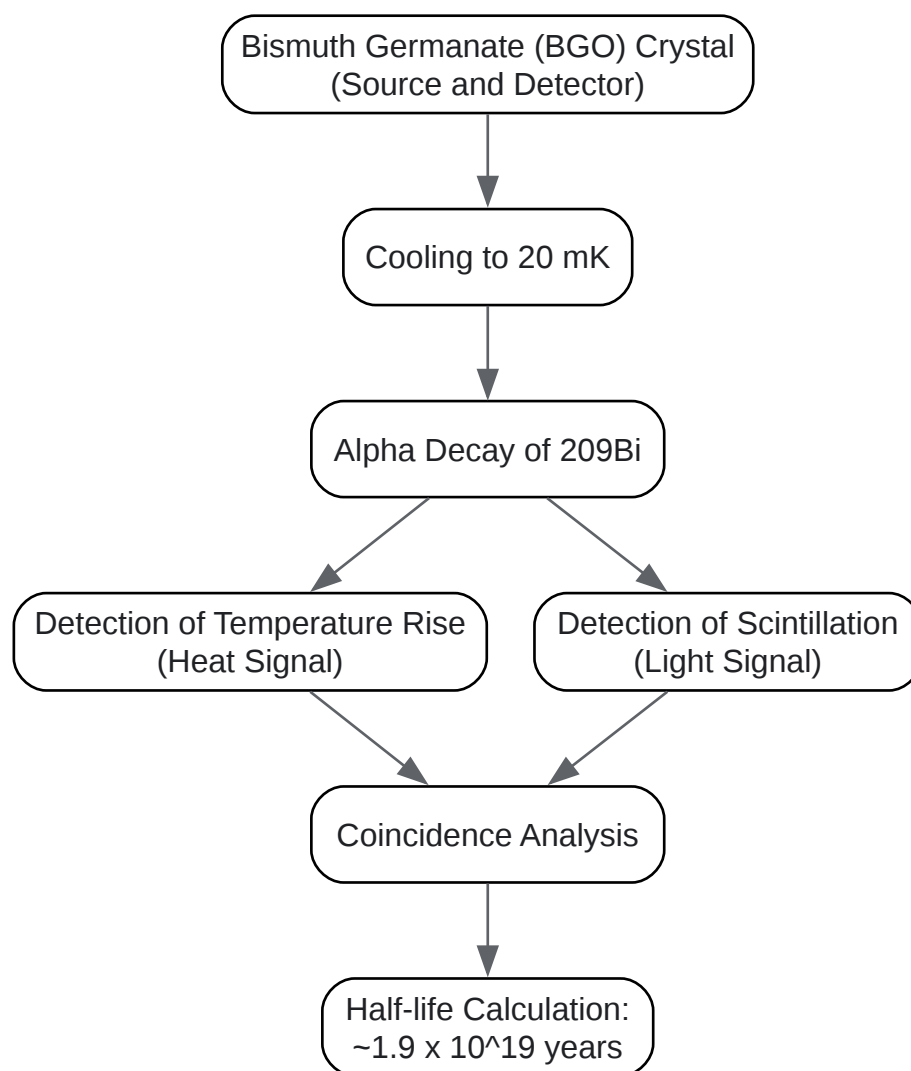 Bismuth Germanate (BGO) Crystal
(Source and Detector)
Cooling to 20 mK
Alpha Decay of 209Bi
Detection of Temperature Rise
(Heat Signal)
Detection of Scintillation
(Light Signal)
Coincidence Analysis
Half-life Calculation:
~1.9 x 10^19 years